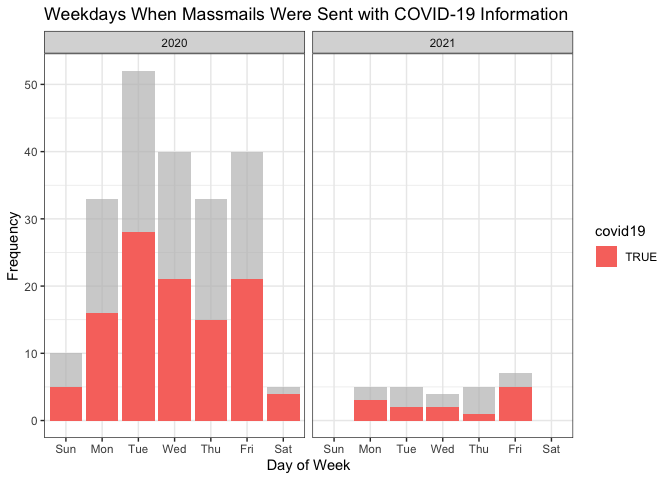 Weekdays When Massmails Were Sent with COVID-19 Information
2020 2021
50
40
30
20
10
0
Frequency
Sun Mon Tue Wed Thu Fri Sat Sun Mon Tue Wed Thu Fri Sat
Day of Week
covid19
TRUE